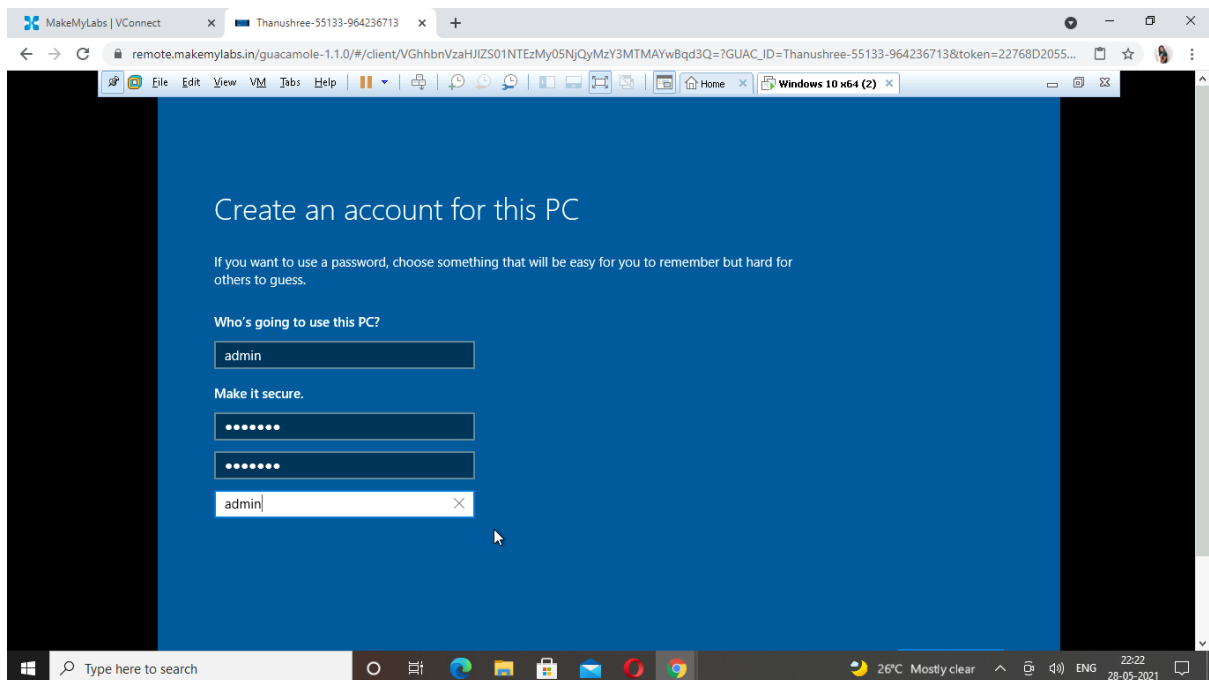 MakeMyLabs | VConnect
Thanushree-55133-964236713
remote.makemylabs.in/guacamole-1.1.0/#/client/VGhhbnVzaHJlZS01NTEzMy05NjQyMzY3MTMAYwBqd3Q=?GUAC_ID=Thanushree-55133-964236713&token=22768D2055...
File Edit View VM Tabs Help Home Windows 10 x64 (2)
Create an account for this PC
If you want to use a password, choose something that will be easy for you to remember but hard for
others to guess.
Who's going to use this PC?
admin
Make it secure.
•••••••
•••••••
admin
Type here to search
26°C Mostly clear
ENG
22:22
28-05-2021